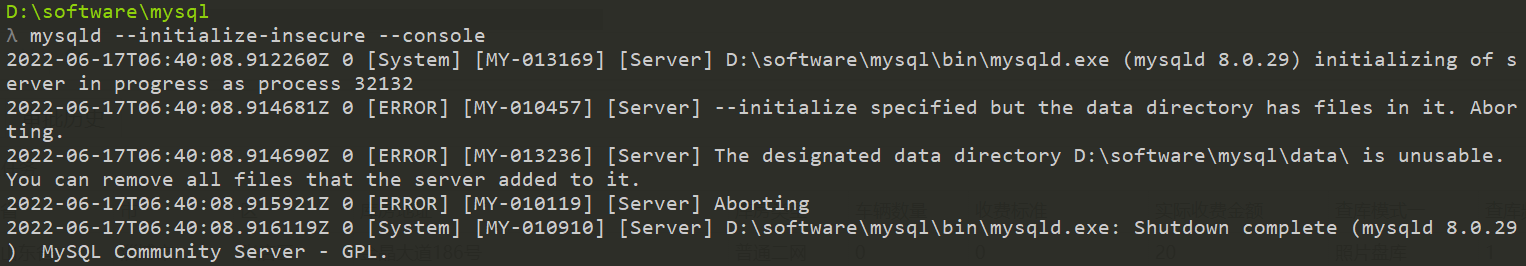 D:\software\mysql
λ mysqld --initialize-insecure --console
2022-06-17T06:40:08.912260Z 0 [System] [MY-013169] [Server] D:\software\mysql\bin\mysqld.exe (mysqld 8.0.29) initializing of s
erver in progress as process 32132
2022-06-17T06:40:08.914681Z 0 [ERROR] [MY-010457] [Server] --initialize specified but the data directory has files in it. Abor
ting.
2022-06-17T06:40:08.914690Z 0 [ERROR] [MY-013236] [Server] The designated data directory D:\software\mysql\data\ is unusable.
You can remove all files that the server added to it.
2022-06-17T06:40:08.915921Z 0 [ERROR] [MY-010119] [Server] Aborting
2022-06-17T06:40:08.916119Z 0 [System] [MY-010910] [Server] D:\software\mysql\bin\mysqld.exe: Shutdown complete (mysqld 8.0.29
)  MySQL Community Server - GPL.